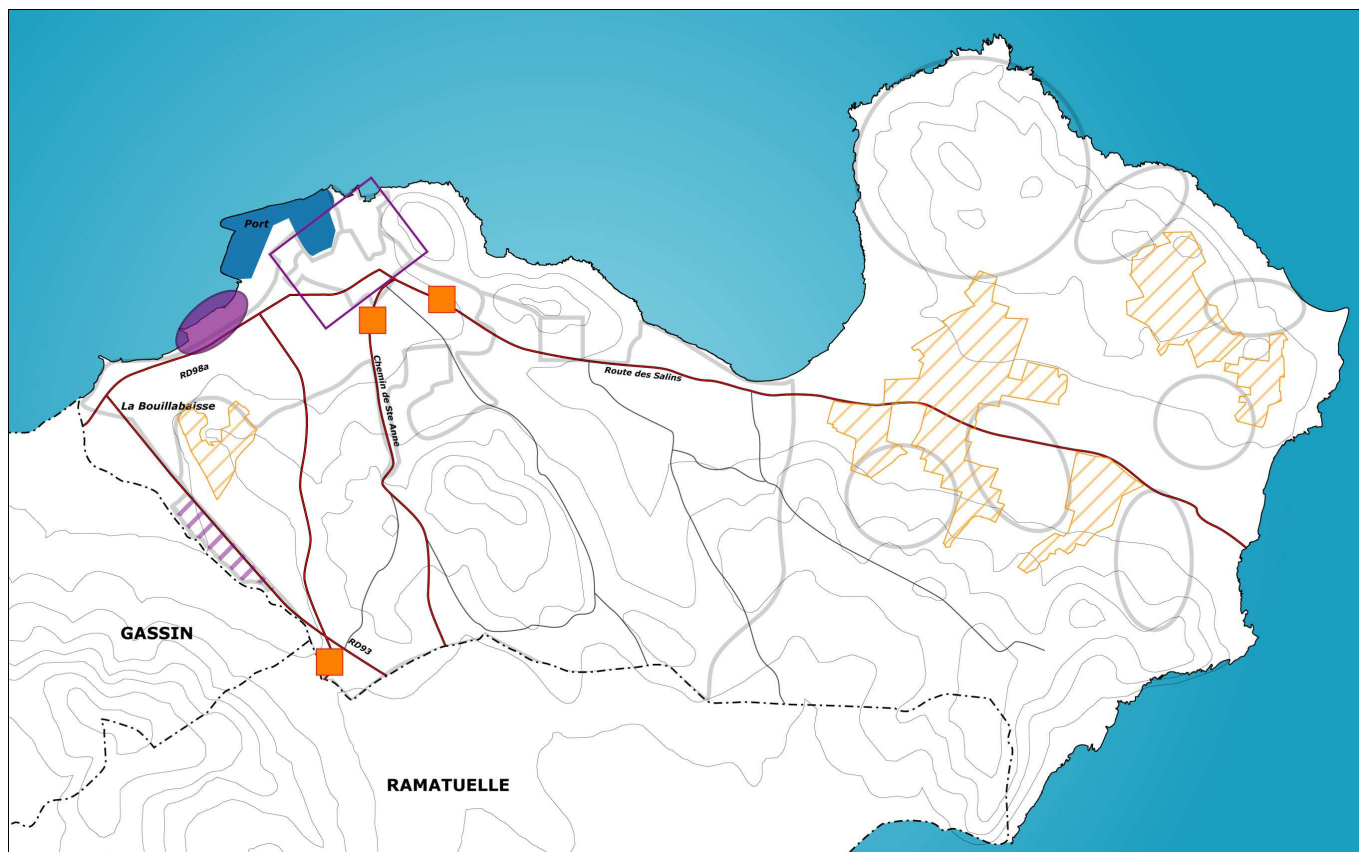 Port
RD98a
La Bouillabaisse
Chemin de Ste Anne
Route des Salins
GASSIN
RD93
RAMATUELLE